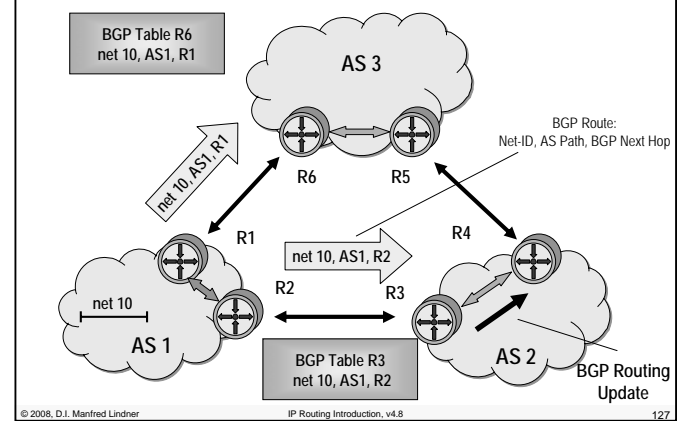 BGP Table R6
net 10, AS1, R1
AS 3
BGP Route:
Net-ID, AS Path, BGP Next Hop
net 10, AS1, R1
R6
R5
R1
R4
net 10, AS1, R2
R2
R3
net 10
AS 1
BGP Table R3
net 10, AS1, R2
AS 2
BGP Routing
Update
© 2008, D.I. Manfred Lindner
IP Routing Introduction, v4.8
127